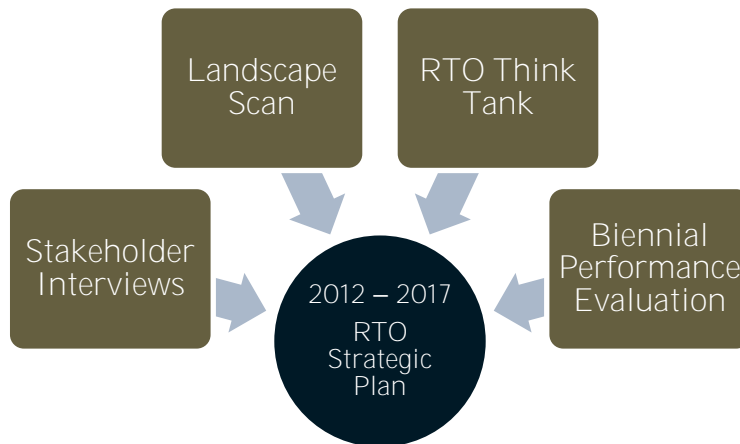 Landscape
Scan
RTO Think
Tank
Stakeholder
Interviews
Biennial
Performance
Evaluation
2012 – 2017
RTO
Strategic
Plan